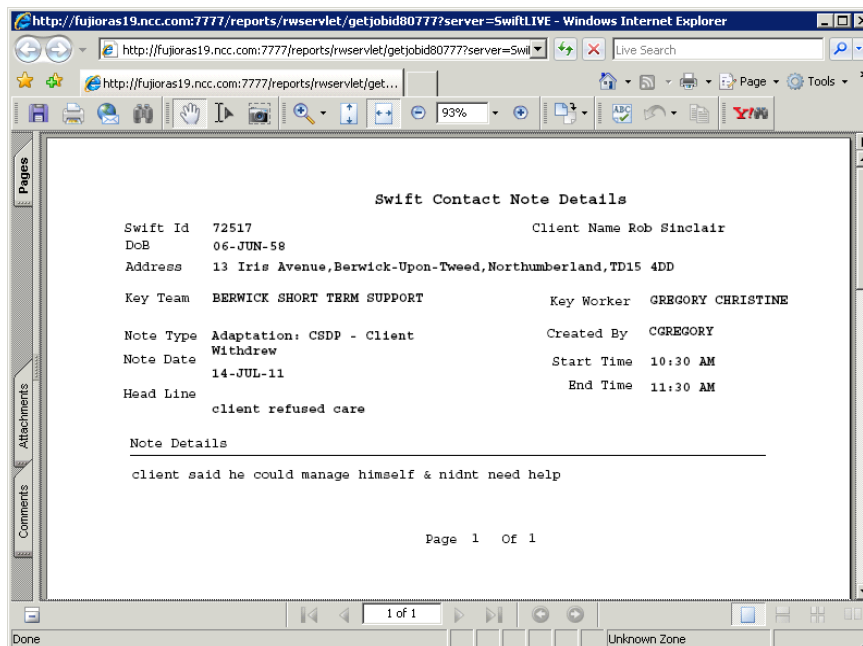 http://fujioras19.ncc.com:7777/reports/rwservlet/getjobid80777?server=SwiftLIVE - Windows Internet Explorer
http://fujioras19.ncc.com:7777/reports/rwservlet/getjobid80777?server=Swi
Live Search
http://fujioras19.ncc.com:7777/reports/rwservlet/get...
Page
Tools
93%
ABC
Pages
Attachments
Comments
Swift Contact Note Details
Swift Id 72517 Client Name Rob Sinclair
DoB 06-JUN-58
Address 13 Iris Avenue,Berwick-Upon-Tweed,Northumberland,TD15 4DD
Key Team BERWICK SHORT TERM SUPPORT Key Worker GREGORY CHRISTINE
Note Type Adaptation: CSDP - Client Withdrew Created By CGREGORY
Note Date 14-JUL-11 Start Time 10:30 AM
End Time 11:30 AM
Head Line client refused care
Note Details
client said he could manage himself & nidnt need help
Page 1 Of 1
1 of 1
Done
Unknown Zone